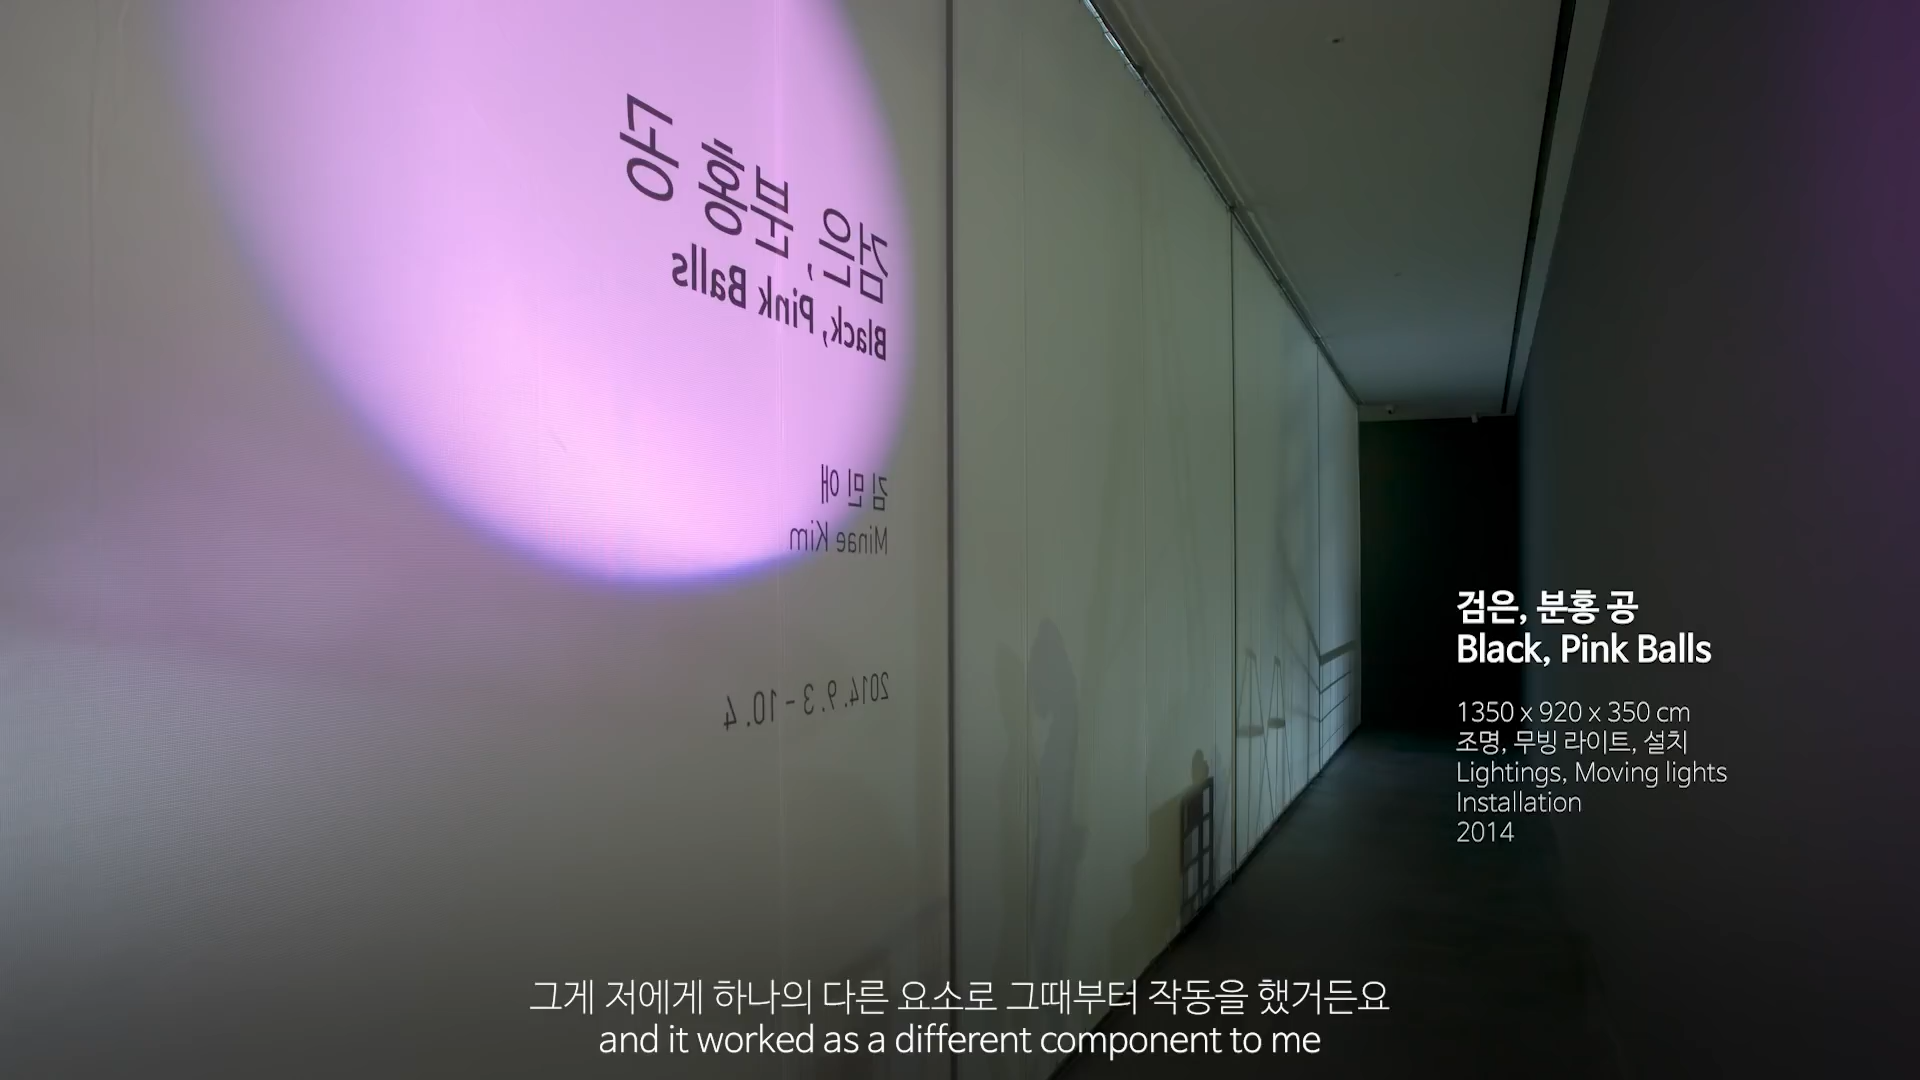 검은, 분홍 공
Black, Pink Balls
김민애
Minae Kim
2014.9.3-10.4
검은, 분홍 공
Black, Pink Balls
1350 x 920 x 350 cm
조명, 무빙 라이트, 설치
Lightings, Moving lights
Installation
2014
그게 저에게 하나의 다른 요소로 그때부터 작동을 했거든요
and it worked as a different component to me